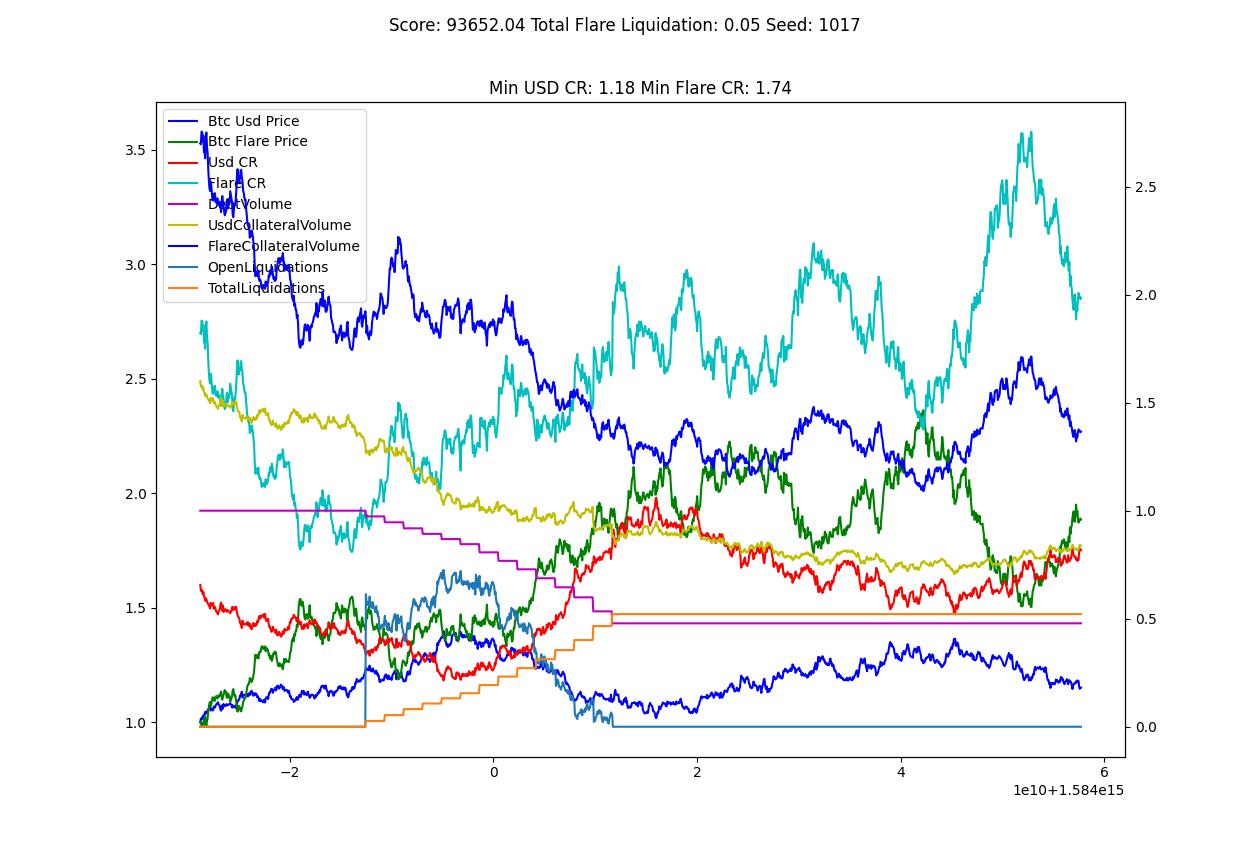 Score: 93652.04 Total Flare Liquidation: 0.05 Seed: 1017
Min USD CR: 1.18 Min Flare CR: 1.74
Btc Usd Price
Btc Flare Price
Usd CR
Flare CR
DebtVolume
UsdCollateralVolume
FlareCollateralVolume
OpenLiquidations
TotalLiquidations
3.5
3.0
2.5
2.0
1.5
1.0
2.5
2.0
1.5
1.0
0.5
0.0
−2
0
2
4
6
1e10+1.584e15